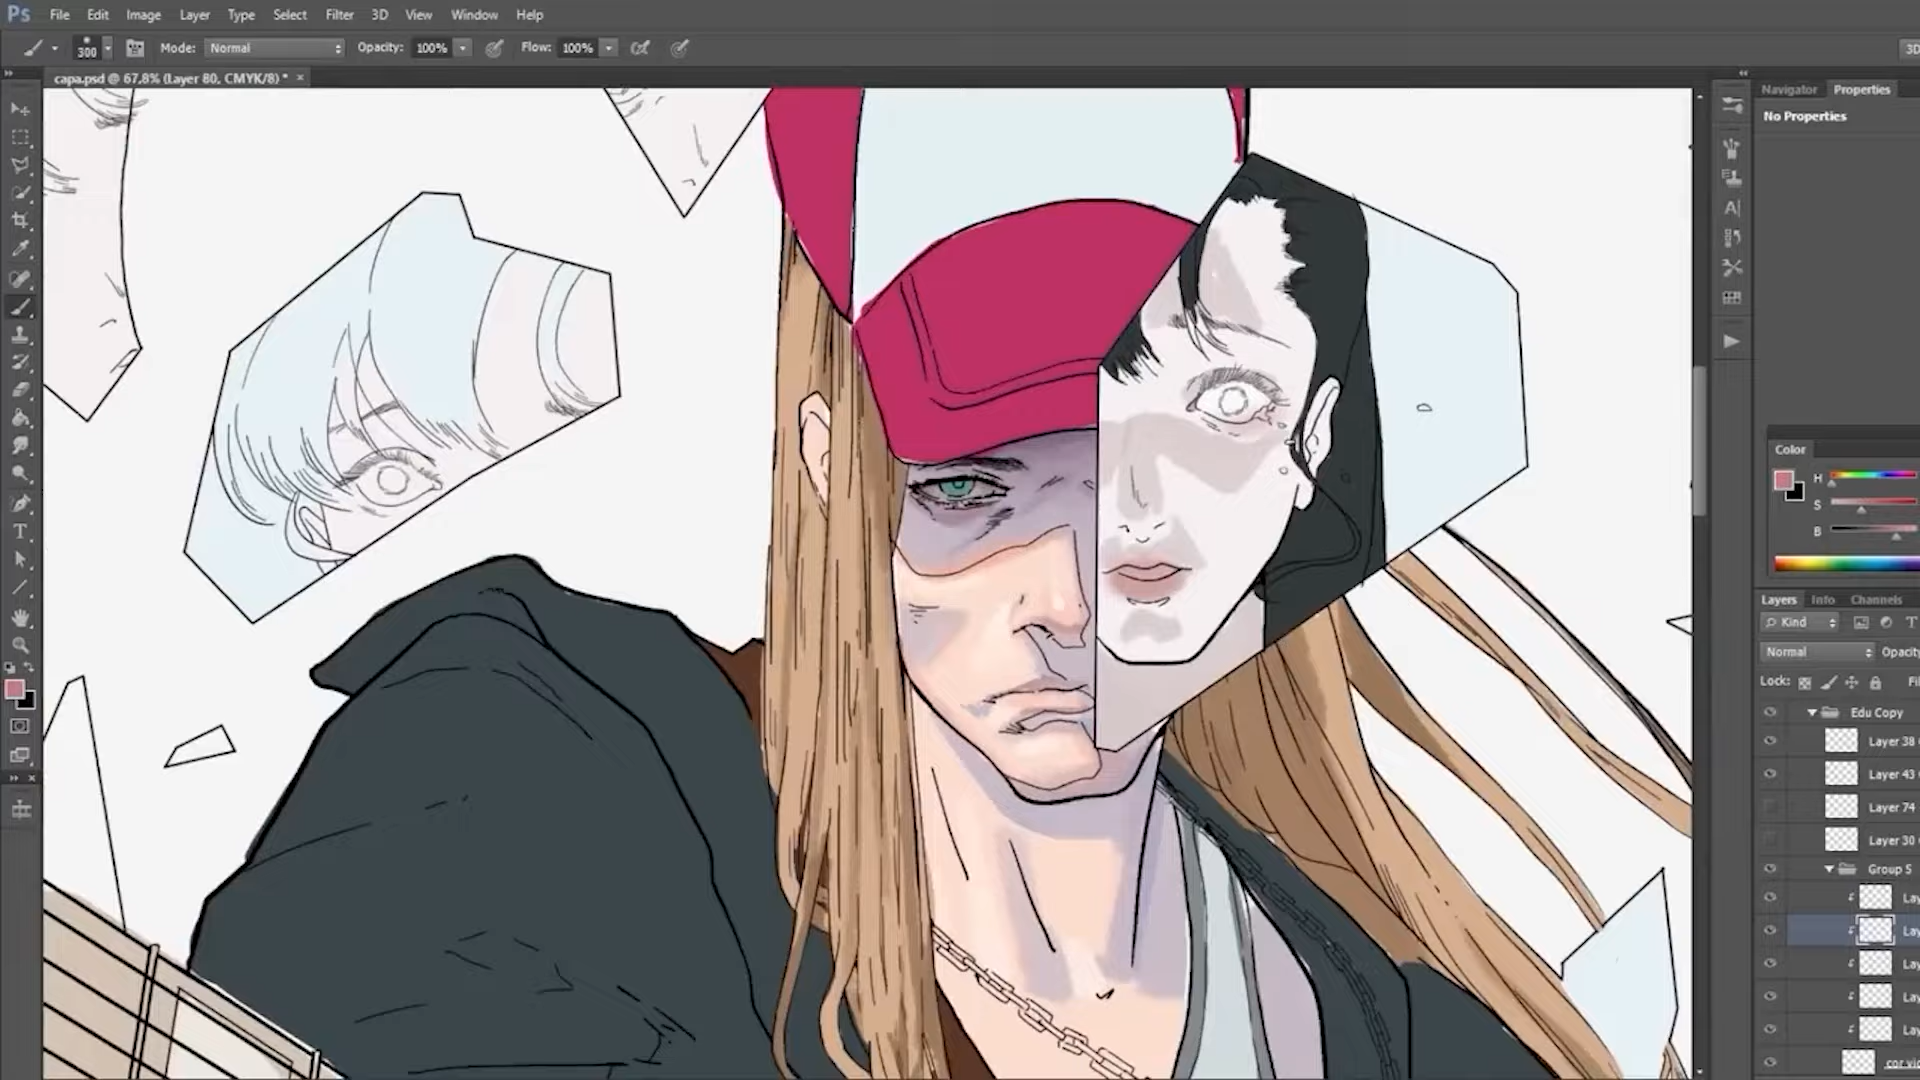 Ps File Edit Image Layer Type Select Filter 3D View Window Help
300 Mode: Normal Opacity: 100% Flow: 100% 3D
capa.psd @ 67,8% (Layer 80, CMYK/8) * ×
Navigator Properties
No Properties
Color
H
S
B
Layers Info Channels
Kind T
Normal Opacity
Lock:
Edu Copy
Layer 38
Layer 43
Layer 74
Layer 30
Group 5